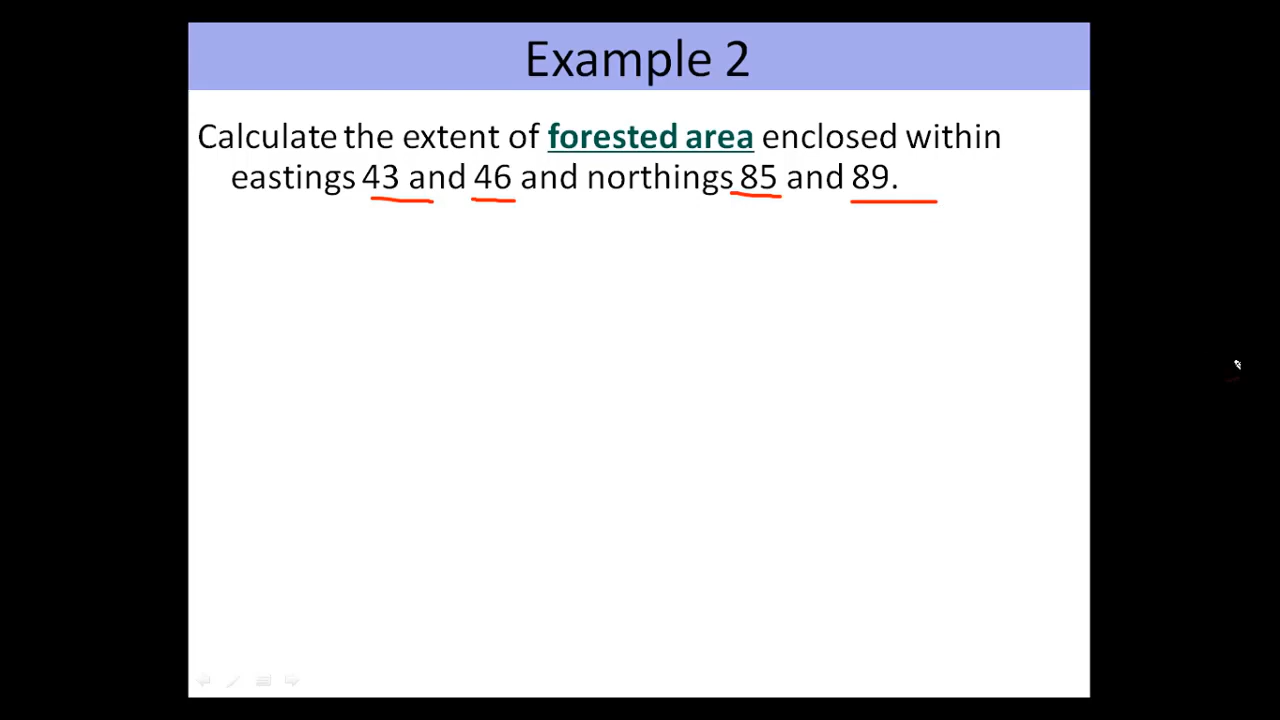 Example 2
Calculate the extent of forested area enclosed within
eastings 43 and 46 and northings 85 and 89.